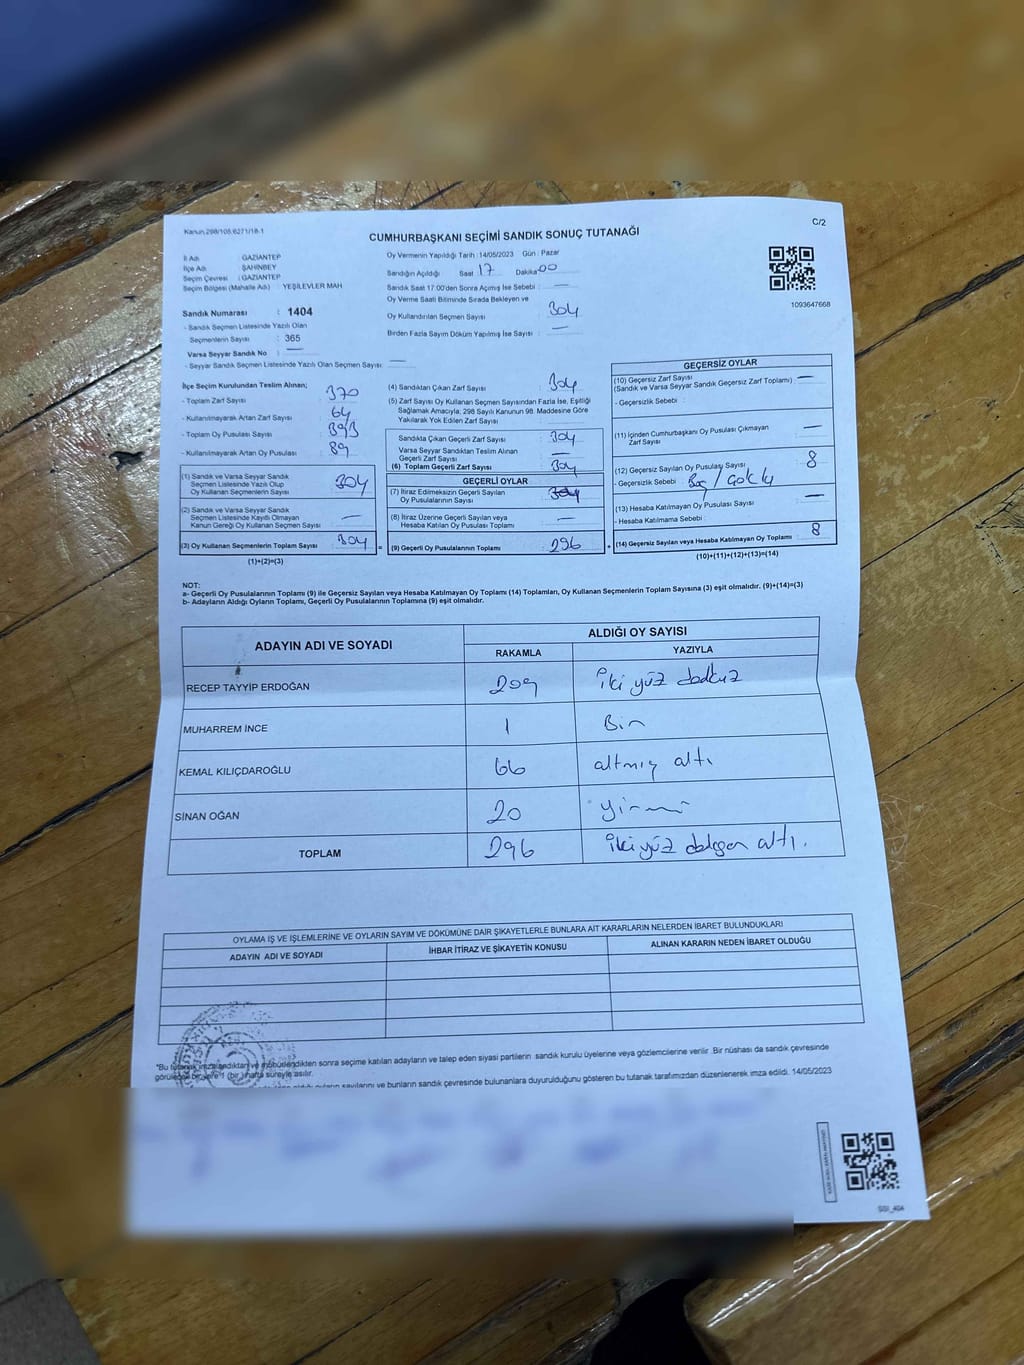 Kanun:298/105;6271/18-1
C/2
CUMHURBAŞKANI SEÇİMİ SANDIK SONUÇ TUTANAĞI
İl Adı : GAZİANTEP
İlçe Adı : ŞAHİNBEY
Seçim Çevresi : GAZİANTEP
Seçim Bölgesi (Mahalle Adı) : YEŞİLEVLER MAH
Sandık Numarası : 1404
- Sandık Seçmen Listesinde Yazılı Olan
Seçmenlerin Sayısı : 365
Varsa Seyyar Sandık No : —
- Seyyar Sandık Seçmen Listesinde Yazılı Olan Seçmen Sayısı : —
Oy Vermenin Yapıldığı Tarih : 14/05/2023 Gün : Pazar
Sandığın Açıldığı Saat 17 Dakika 00
Sandık Saat 17:00'den Sonra Açılmış İse Sebebi : —
Oy Verme Saati Bitiminde Sırada Bekleyen ve
Oy Kullandırılan Seçmen Sayısı : 304
Birden Fazla Sayım Döküm Yapılmış İse Sayısı : —
1093647668
İlçe Seçim Kurulundan Teslim Alınan;
- Toplam Zarf Sayısı : 370
- Kullanılmayarak Artan Zarf Sayısı : 64
- Toplam Oy Pusulası Sayısı : 393
- Kullanılmayarak Artan Oy Pusulası : 89
(1) Sandık ve Varsa Seyyar Sandık
Seçmen Listesinde Yazılı Olup
Oy Kullanan Seçmenlerin Sayısı : 304
(2) Sandık ve Varsa Seyyar Sandık
Seçmen Listesinde Kayıtlı Olmayan
Kanun Gereği Oy Kullanan Seçmen Sayısı : —
(3) Oy Kullanan Seçmenlerin Toplam Sayısı : 304
(1)+(2)=(3)
(4) Sandıktan Çıkan Zarf Sayısı : 304
(5) Zarf Sayısı Oy Kullanan Seçmen Sayısından Fazla İse, Eşitliği
Sağlamak Amacıyla; 298 Sayılı Kanunun 98. Maddesine Göre
Yakılarak Yok Edilen Zarf Sayısı :
Sandıkta Çıkan Geçerli Zarf Sayısı : 304
Varsa Seyyar Sandıktan Teslim Alınan
Geçerli Zarf Sayısı : —
(6) Toplam Geçerli Zarf Sayısı : 304
GEÇERLİ OYLAR
(7) İtiraz Edilmeksizin Geçerli Sayılan
Oy Pusulalarının Sayısı : 304
(8) İtiraz Üzerine Geçerli Sayılan veya
Hesaba Katılan Oy Pusulası Toplamı : —
= (9) Geçerli Oy Pusulalarının Toplamı : 296 +
GEÇERSİZ OYLAR
(10) Geçersiz Zarf Sayısı
(Sandık ve Varsa Seyyar Sandık Geçersiz Zarf Toplamı) : —
- Geçersizlik Sebebi :
(11) İçinden Cumhurbaşkanı Oy Pusulası Çıkmayan
Zarf Sayısı : —
(12) Geçersiz Sayılan Oy Pusulası Sayısı : 8
- Geçersizlik Sebebi : Boş / Çoklu
(13) Hesaba Katılmayan Oy Pusulası Sayısı : —
- Hesaba Katılmama Sebebi :
(14) Geçersiz Sayılan veya Hesaba Katılmayan Oy Toplamı : 8
(10)+(11)+(12)+(13)=(14)
NOT:
a- Geçerli Oy Pusulalarının Toplamı (9) ile Geçersiz Sayılan veya Hesaba Katılmayan Oy Toplamı (14) Toplamları, Oy Kullanan Seçmenlerin Toplam Sayısına (3) eşit olmalıdır. (9)+(14)=(3)
b- Adayların Aldığı Oyların Toplamı, Geçerli Oy Pusulalarının Toplamına (9) eşit olmalıdır.
ADAYIN ADI VE SOYADI ALDIĞI OY SAYISI
RAKAMLA YAZIYLA
RECEP TAYYİP ERDOĞAN 209 iki yüz dokuz
MUHARREM İNCE 1 Bir
KEMAL KILIÇDAROĞLU 66 altmış altı
SİNAN OĞAN 20 yirmi
TOPLAM 296 iki yüz doksan altı.
OYLAMA İŞ VE İŞLEMLERİNE VE OYLARIN SAYIM VE DÖKÜMÜNE DAİR ŞİKAYETLERLE BUNLARA AİT KARARLARIN NELERDEN İBARET BULUNDUKLARI
ADAYIN ADI VE SOYADI İHBAR İTİRAZ VE ŞİKAYETİN KONUSU ALINAN KARARIN NEDEN İBARET OLDUĞU
*Bu tutanak imzalandıktan ve mühürlendikten sonra seçime katılan adayların ve talep eden siyasi partilerin sandık kurulu üyelerine veya gözlemcilerine verilir. Bir nüshası da sandık çevresinde
görülecek bir yere 1 (bir) hafta süreyle asılır.
sayılarını ve bunların sandık çevresinde bulunanlara duyurulduğunu gösteren bu tutanak tarafımızdan düzenlenerek imza edildi. 14/05/2023